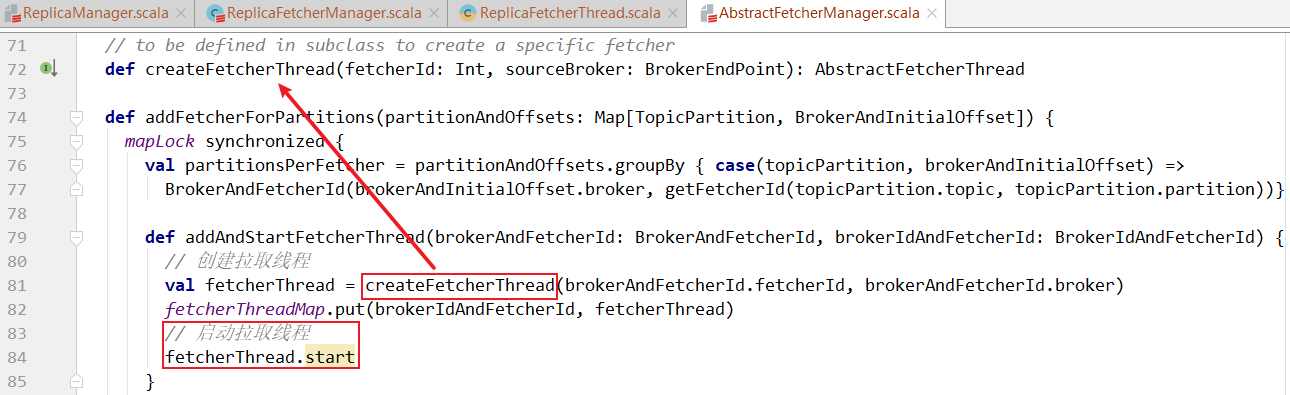 ReplicaManager.scala ReplicaFetcherManager.scala ReplicaFetcherThread.scala AbstractFetcherManager.scala
71 // to be defined in subclass to create a specific fetcher
72 def createFetcherThread(fetcherId: Int, sourceBroker: BrokerEndPoint): AbstractFetcherThread
73
74 def addFetcherForPartitions(partitionAndOffsets: Map[TopicPartition, BrokerAndInitialOffset]) {
75 mapLock synchronized {
76 val partitionsPerFetcher = partitionAndOffsets.groupBy { case(topicPartition, brokerAndInitialOffset) =>
77 BrokerAndFetcherId(brokerAndInitialOffset.broker, getFetcherId(topicPartition.topic, topicPartition.partition))}
78
79 def addAndStartFetcherThread(brokerAndFetcherId: BrokerAndFetcherId, brokerIdAndFetcherId: BrokerIdAndFetcherId) {
80 // 创建拉取线程
81 val fetcherThread = createFetcherThread(brokerAndFetcherId.fetcherId, brokerAndFetcherId.broker)
82 fetcherThreadMap.put(brokerIdAndFetcherId, fetcherThread)
83 // 启动拉取线程
84 fetcherThread.start
85 }